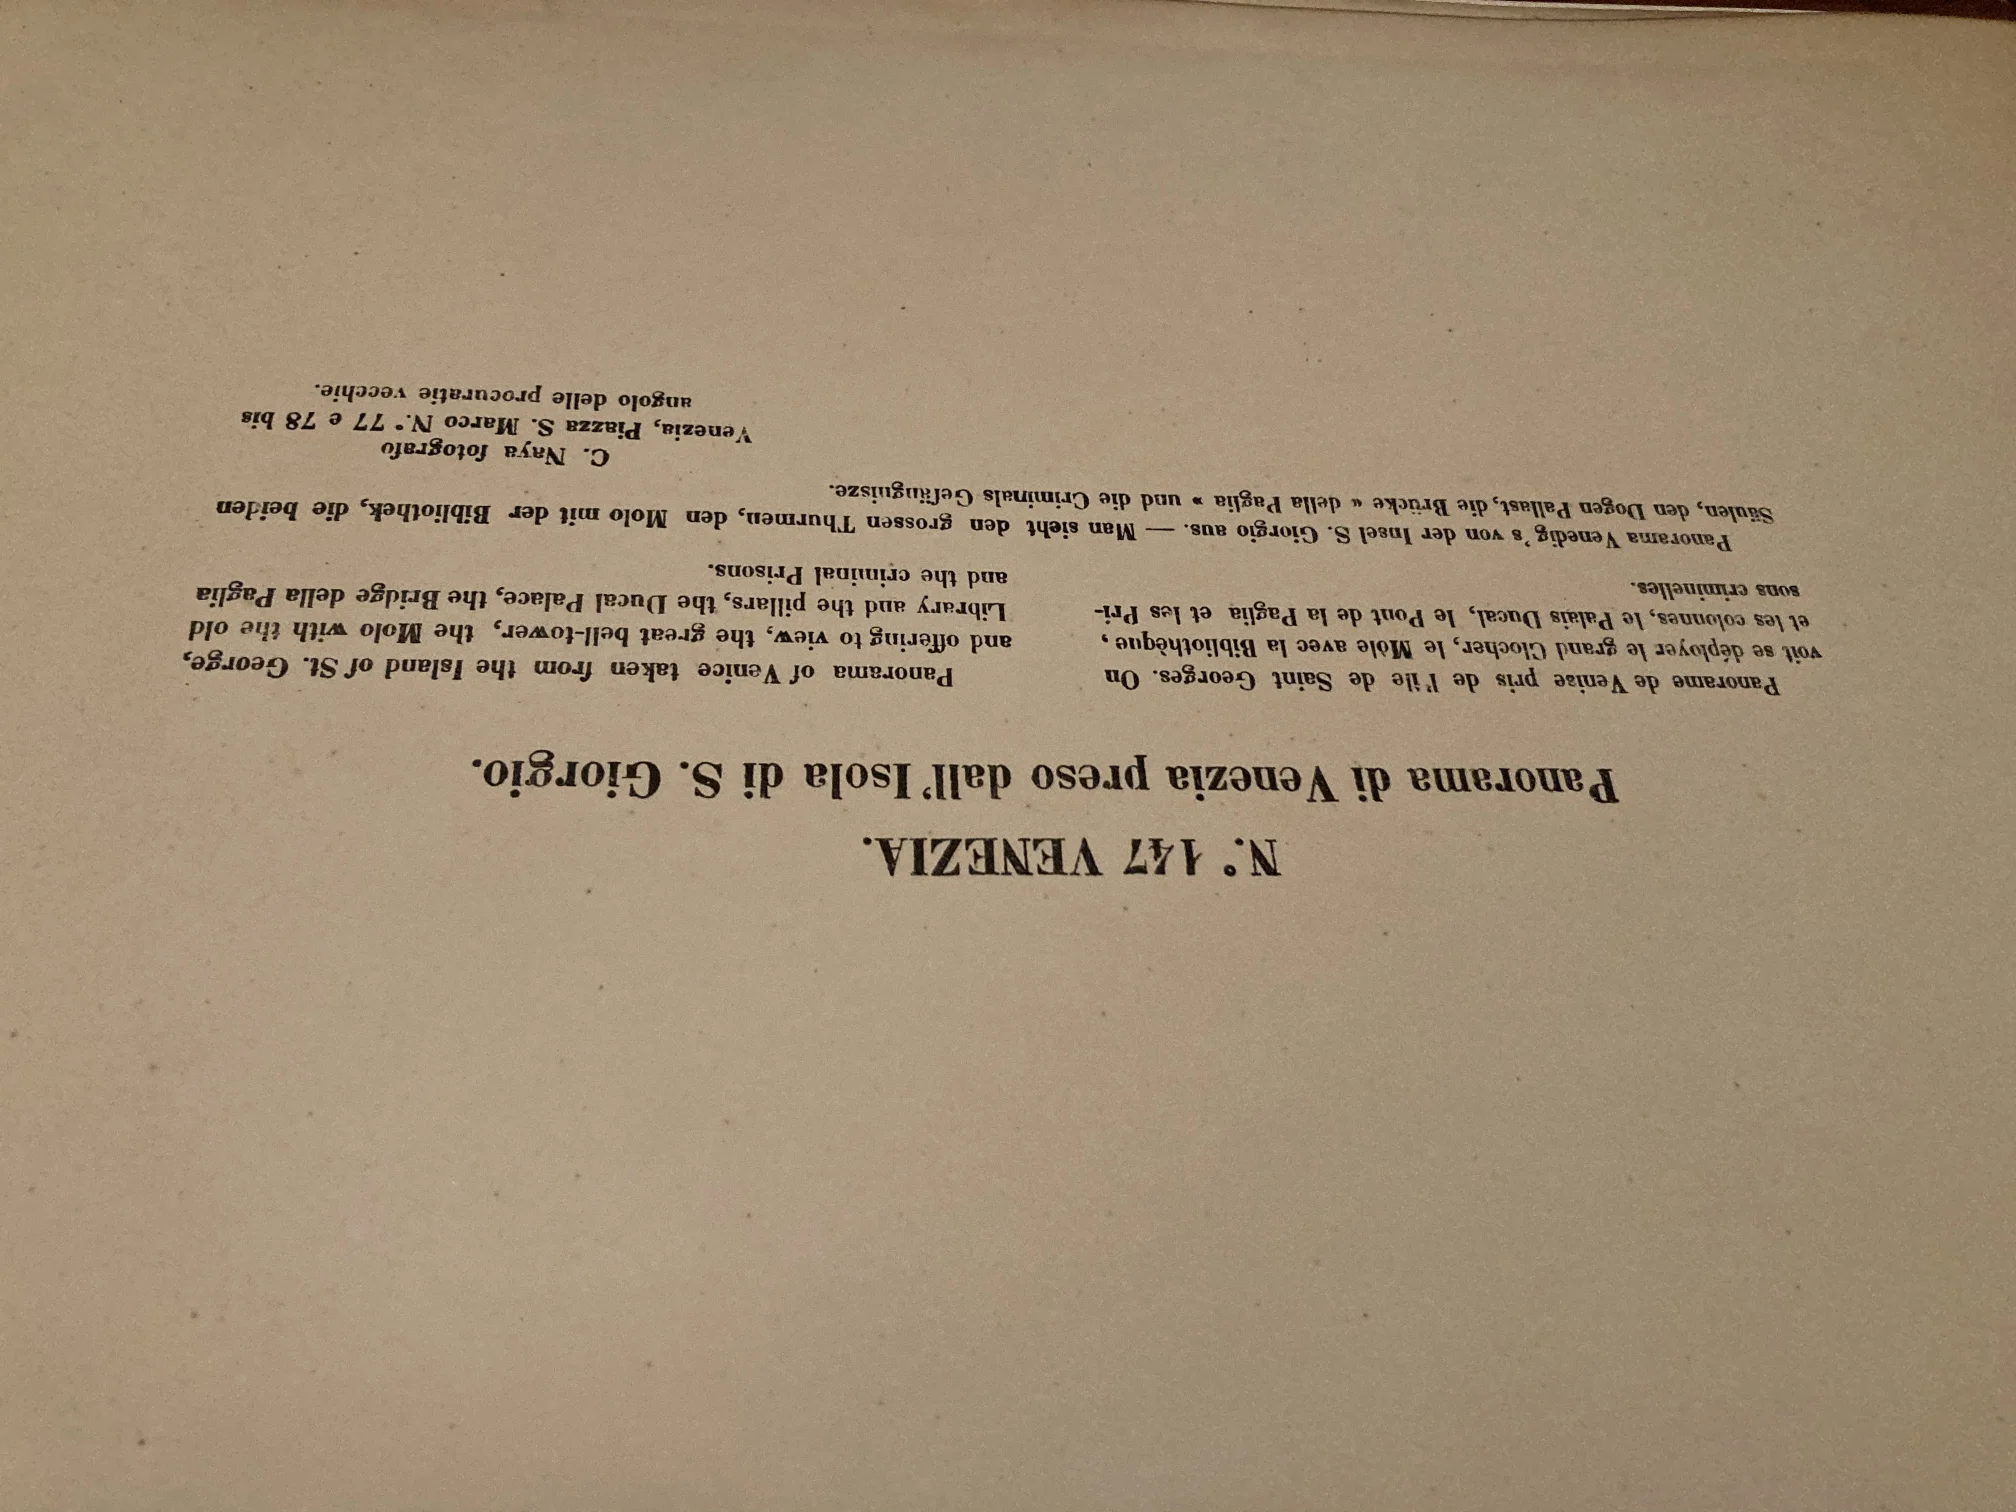 N.° 147 VENEZIA.
Panorama di Venezia preso dall'Isola di S. Giorgio.
Panorame de Venise pris de l'ile de Saint Georges. On
voit se déployer le grand Clocher, le Môle avec la Bibliothèque,
et les colonnes, le Palais Ducal, le Pont de la Paglia et les Pri-
sons criminelles.
Panorama of Venice taken from the Island of St. George,
and offering to view, the great bell-tower, the Molo with the old
Library and the pillars, the Ducal Palace, the Bridge della Paglia
and the criminal Prisons.
Panorama Venedig's von der Insel S. Giorgio aus. — Man sieht den grossen Thurmen, den Molo mit der Bibliothek, die beiden
Säulen, den Dogen Pallast, die Brücke « della Paglia » und die Criminals Gefängnisze.
C. Naya fotografo
Venezia, Piazza S. Marco N.° 77 e 78 bis
angolo delle procuratie vecchie.